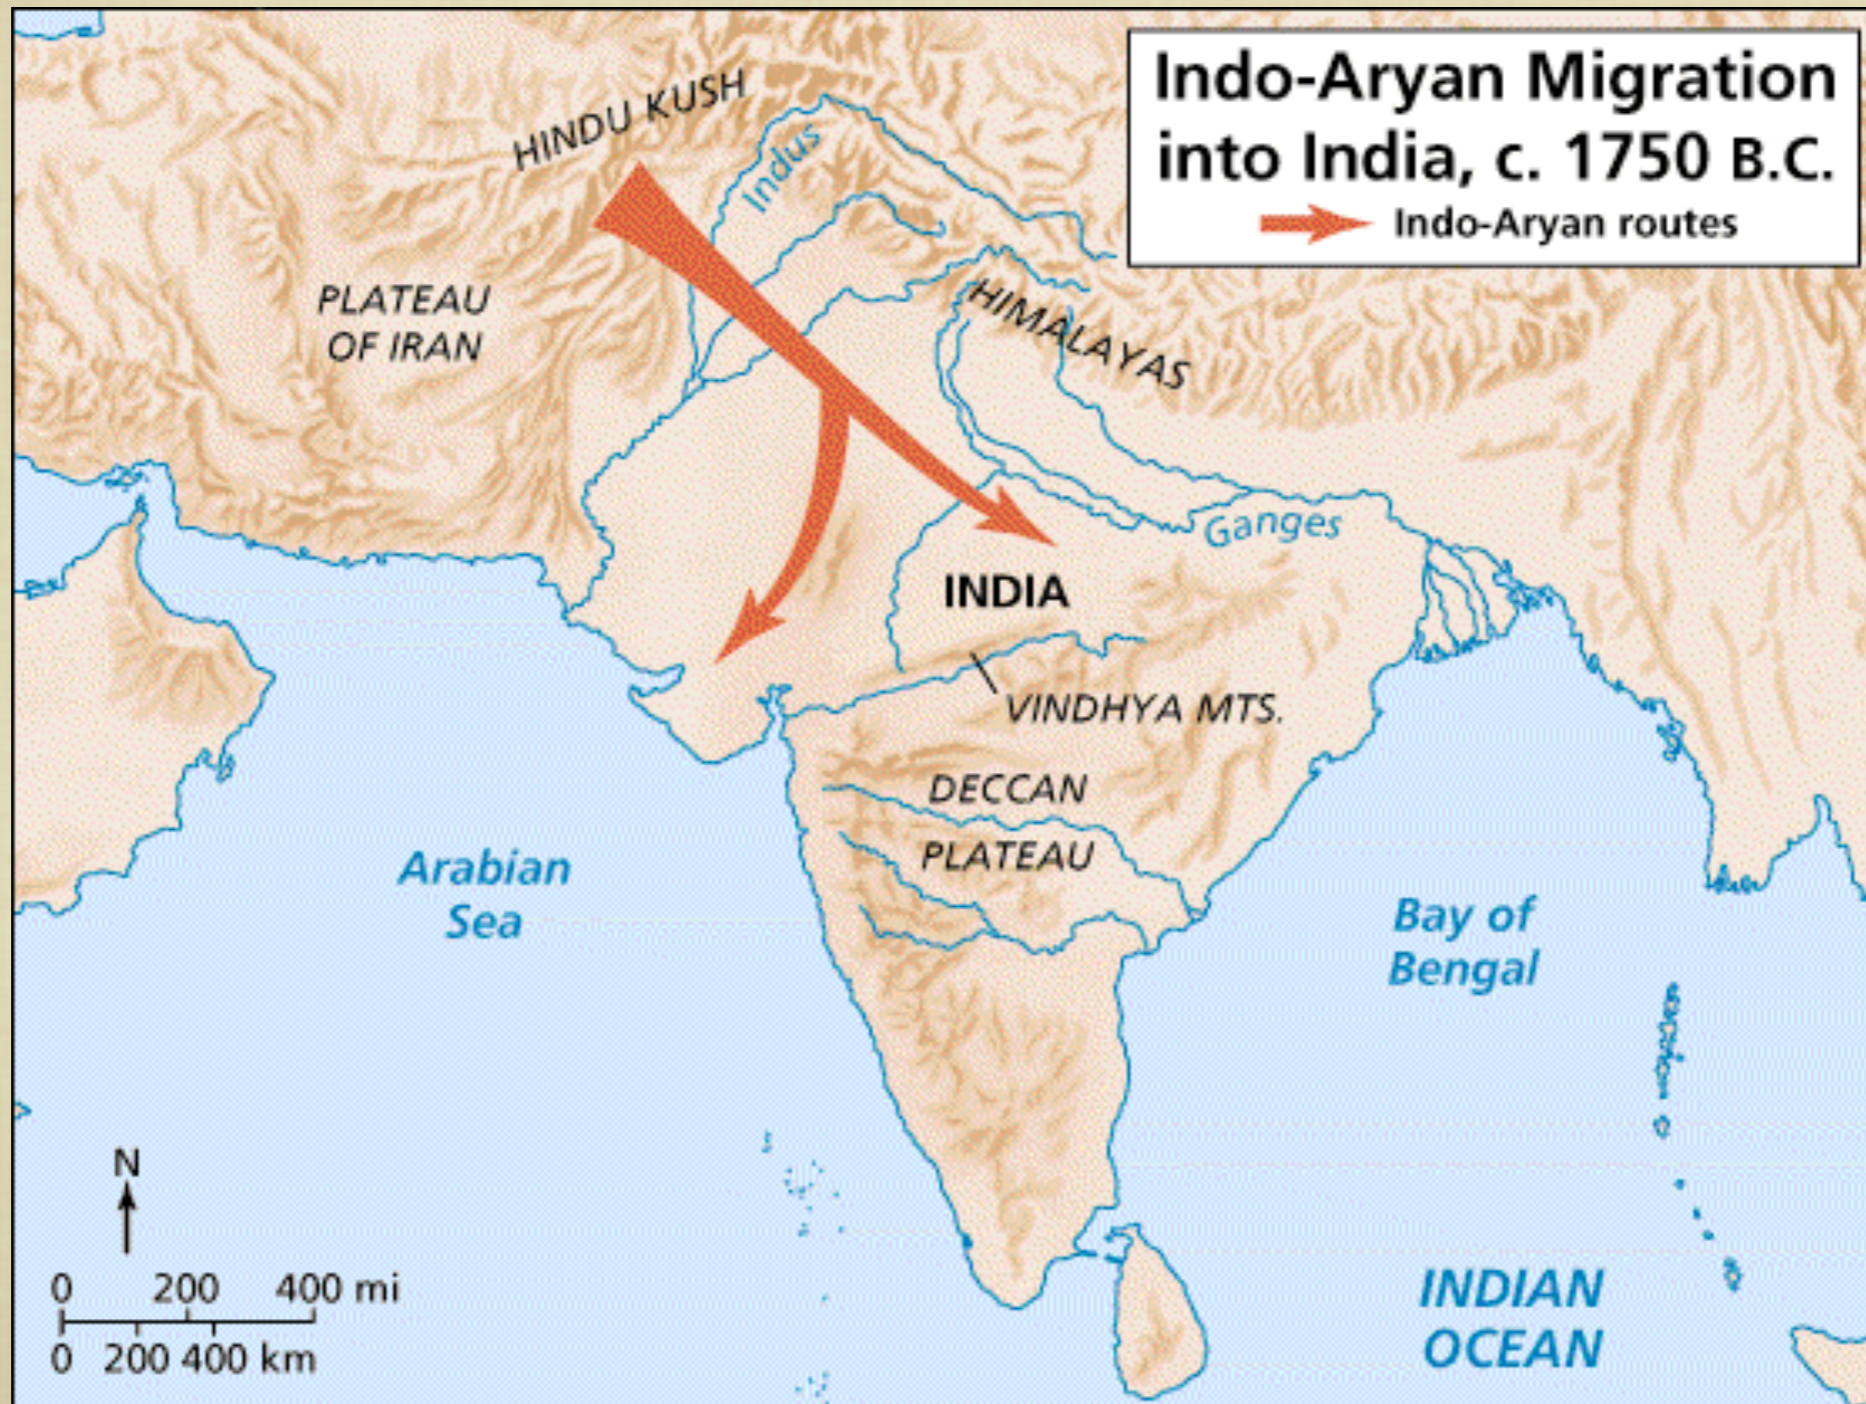 Indo-Aryan Migration
into India, c. 1750 B.C.
Indo-Aryan routes
HINDU KUSH
Indus
PLATEAU
OF IRAN
HIMALAYAS
Ganges
INDIA
VINDHYA MTS.
DECCAN
PLATEAU
Arabian
Sea
Bay of
Bengal
N
0 200 400 mi
0 200 400 km
INDIAN
OCEAN